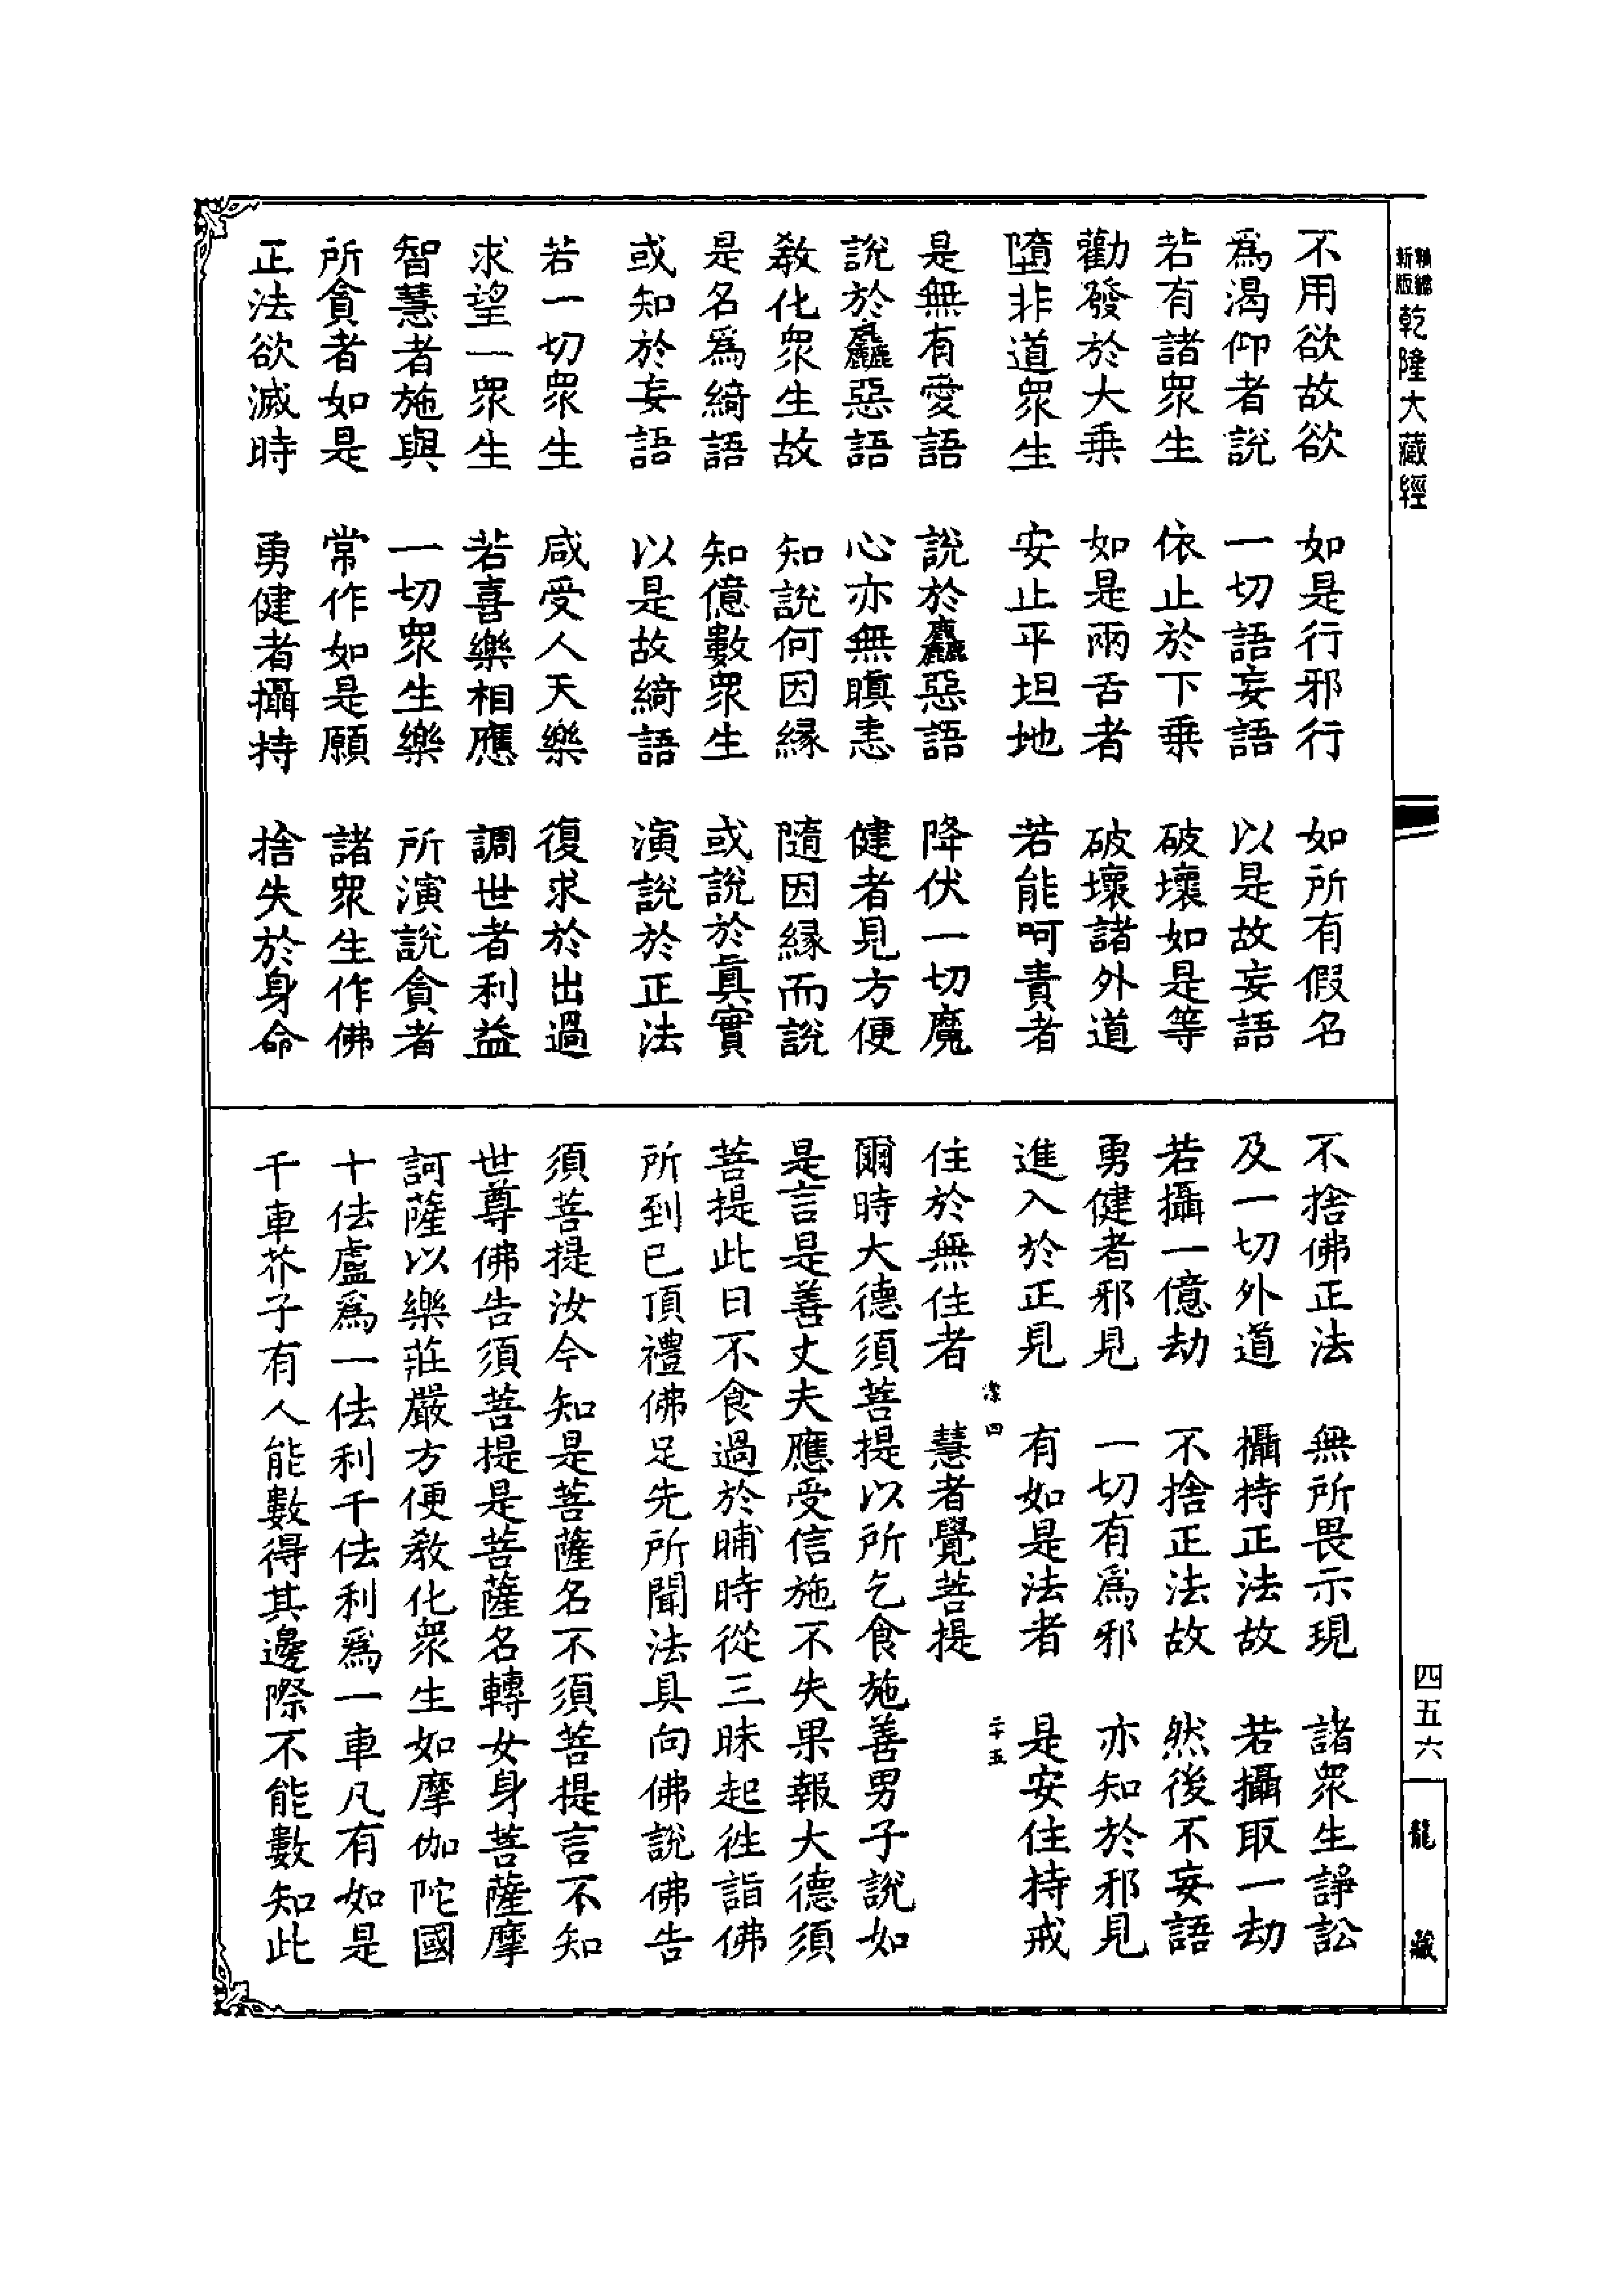 新版
乾隆大藏經
不用欲故欲　如是行邪行　如所有假名
爲渴仰者說　一切語妄語　以是故妄語
若有諸衆生　依止於下乗　破壞如是等
勸發於大乗　如是兩舌者　破壞諸外道
墮非道衆生　安止平坦地　若能呵責者
是無有愛語　說於麤惡語　降伏一切魔
說於麤惡語　心亦無瞋恚　健者見方便
敎化衆生故　知說何因縁　隨因縁而說
是名爲綺語　知億數衆生　或說於眞實
或知於妄語　以是故綺語　演說於正法
若一切衆生　咸受人天樂　復求於出過
求望一衆生　若喜樂相應　調世者利益
智慧者施與　一切衆生樂　所演說貪者
所貪者如是　常作如是願　諸衆生作佛
正法欲滅時　勇健者攝持　捨失於身命
不捨佛正法　無所畏示現　諸衆生諍訟
及一切外道　攝持正法故　若攝取一劫
若攝一億劫　不捨正法故　然後不妄語
勇健者邪見　一切有爲邪　亦知於邪見
進入於正見　有如是法者　是安住持戒
四　二十五
住於無住者　慧者覺菩提
爾時大德須菩提以所乞食施善男子說如
是言是善丈夫應受信施不失果報大德須
菩提此日不食過於晡時從三昧起徃詣佛
所到已頂禮佛足先所聞法具向佛說佛告
須菩提汝今知是菩薩名不須菩提言不知
世尊佛告須菩提是菩薩名轉女身菩薩摩
訶薩以樂莊嚴方便敎化衆生如摩伽陀國
十佉盧爲一佉利千佉利爲一車凡有如是
千車芥子有人能數得其邊際不能數知此
四五六
龍藏